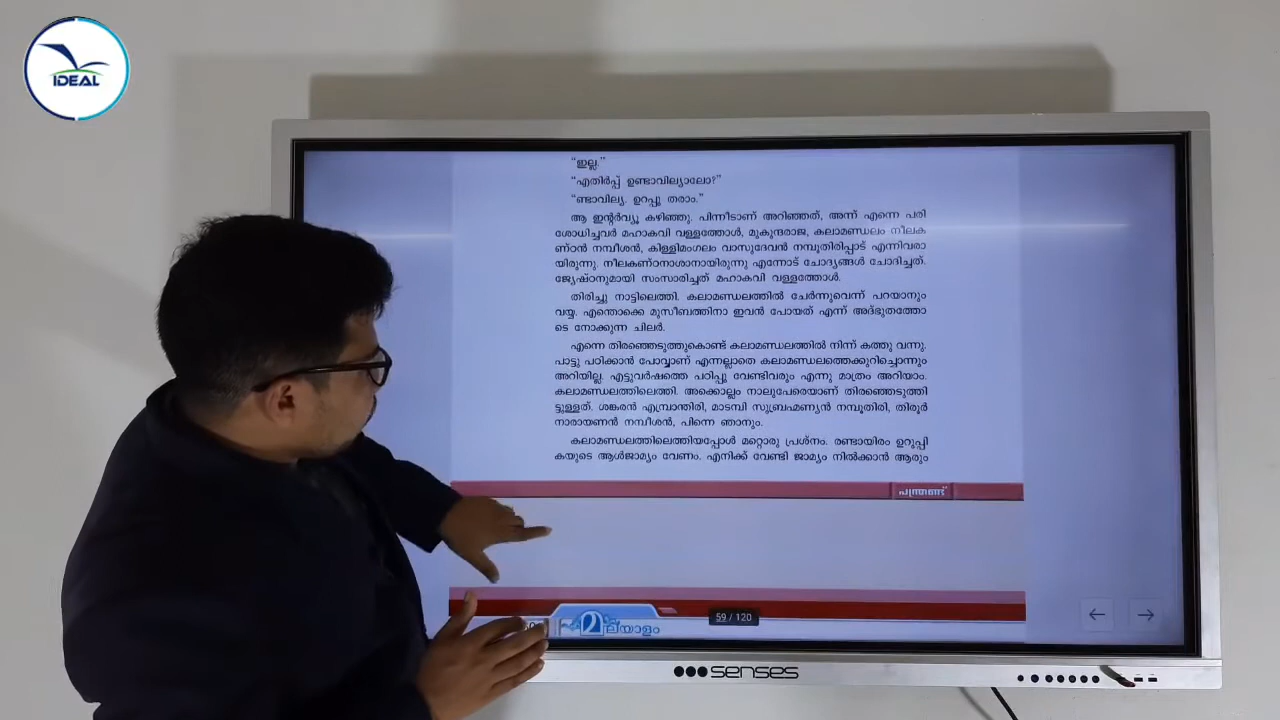 IDEAL
"ഇല്ല."
"എതിർപ്പ് ഉണ്ടാവില്യാലോ?"
"ണ്ടാവില്യ. ഉറപ്പു തരാം."
ആ ഇന്റർവ്യൂ കഴിഞ്ഞു. പിന്നീടാണ് അറിഞ്ഞത്, അന്ന് എന്നെ പരി
ശോധിച്ചവർ മഹാകവി വള്ളത്തോൾ, മുകുന്ദരാജ, കലാമണ്ഡലം നീലക
ണ്ഠൻ നമ്പീശൻ, കിള്ളിമംഗലം വാസുദേവൻ നമ്പൂതിരിപ്പാട് എന്നിവരാ
യിരുന്നു. നീലകണ്ഠനാശാനായിരുന്നു എന്നോട് ചോദ്യങ്ങൾ ചോദിച്ചത്.
ജ്യേഷ്ഠനുമായി സംസാരിച്ചത് മഹാകവി വള്ളത്തോൾ.
തിരിച്ചു നാട്ടിലെത്തി. കലാമണ്ഡലത്തിൽ ചേർന്നുവെന്ന് പറയാനും
വയ്യ. എന്തൊക്കെ മുസീബത്തിനാ ഇവൻ പോയത് എന്ന് അദ്ഭുതത്തോ
ടെ നോക്കുന്ന ചിലർ.
എന്നെ തിരഞ്ഞെടുത്തുകൊണ്ട് കലാമണ്ഡലത്തിൽ നിന്ന് കത്തു വന്നു.
പാട്ടു പഠിക്കാൻ പോവ്വാണ് എന്നല്ലാതെ കലാമണ്ഡലത്തെക്കുറിച്ചൊന്നും
അറിയില്ല. എട്ടുവർഷത്തെ പഠിപ്പു വേണ്ടിവരും എന്നു മാത്രം അറിയാം.
കലാമണ്ഡലത്തിലെത്തി. അക്കൊല്ലം നാലുപേരെയാണ് തിരഞ്ഞെടുത്തി
ട്ടുള്ളത്. ശങ്കരൻ എമ്പ്രാന്തിരി, മാടമ്പി സുബ്രഹ്മണ്യൻ നമ്പൂതിരി, തിരൂർ
നാരായണൻ നമ്പീശൻ, പിന്നെ ഞാനും.
കലാമണ്ഡലത്തിലെത്തിയപ്പോൾ മറ്റൊരു പ്രശ്നം. രണ്ടായിരം ഉറുപ്പി
കയുടെ ആൾജാമ്യം വേണം. എനിക്ക് വേണ്ടി ജാമ്യം നിൽക്കാൻ ആരും
പന്ത്രണ്ട്
മലയാളം
59 / 120
senses